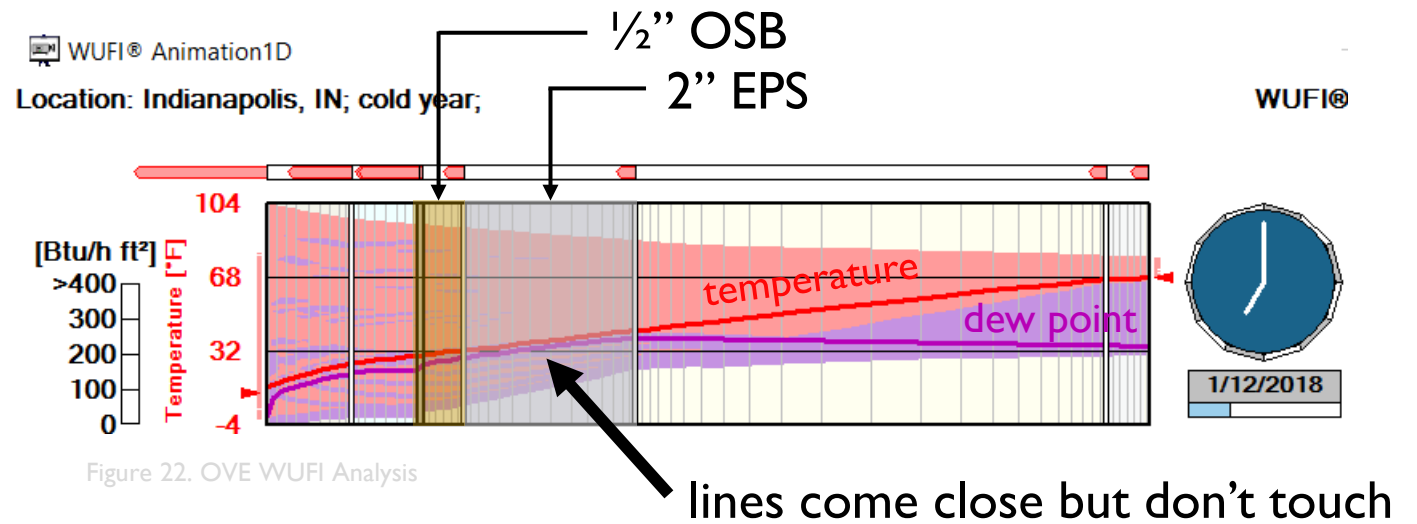 ½” OSB
2” EPS
WUFI® Animation1D
Location: Indianapolis, IN; cold year;
WUFI®
[Btu/h ft²]
>400
300
200
100
0
Temperature [°F]
104
68
32
-4
temperature
dew point
1/12/2018
Figure 22. OVE WUFI Analysis
lines come close but don’t touch